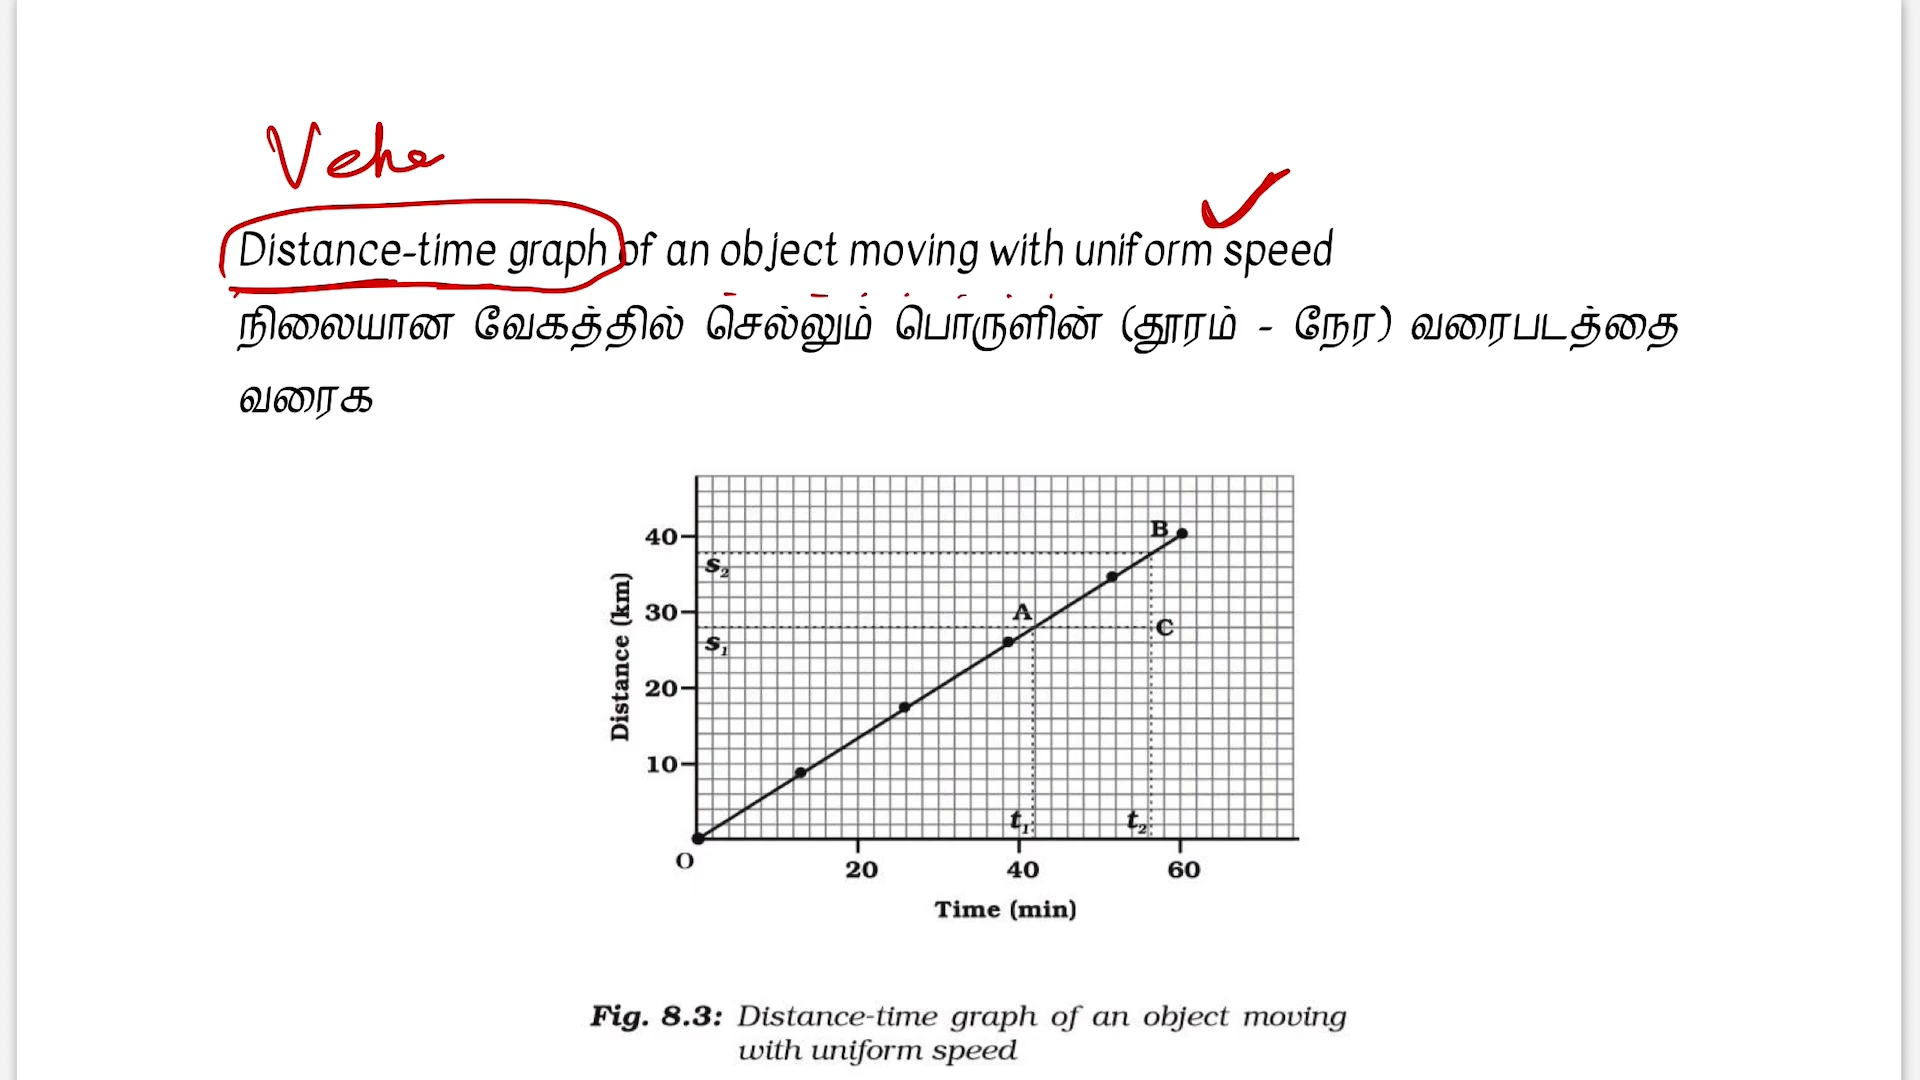 Vehe
Distance-time graph of an object moving with uniform speed
நிலையான வேகத்தில் செல்லும் பொருளின் (தூரம் - நேர) வரைபடத்தை
வரைக
40
30
20
10
Distance (km)
s₂
s₁
A
B
C
t₁
t₂
O
20
40
60
Time (min)
Fig. 8.3: Distance-time graph of an object moving
with uniform speed